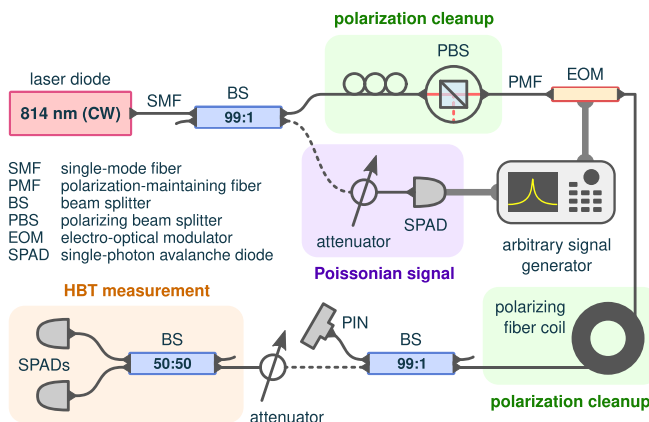 polarization cleanup
laser diode
814 nm (CW)
SMF
BS
99:1
PBS
PMF
EOM
SMF single-mode fiber
PMF polarization-maintaining fiber
BS beam splitter
PBS polarizing beam splitter
EOM electro-optical modulator
SPAD single-photon avalanche diode
SPAD
attenuator
Poissonian signal
arbitrary signal
generator
HBT measurement
SPADs
BS
50:50
attenuator
PIN
BS
99:1
polarizing
fiber coil
polarization cleanup